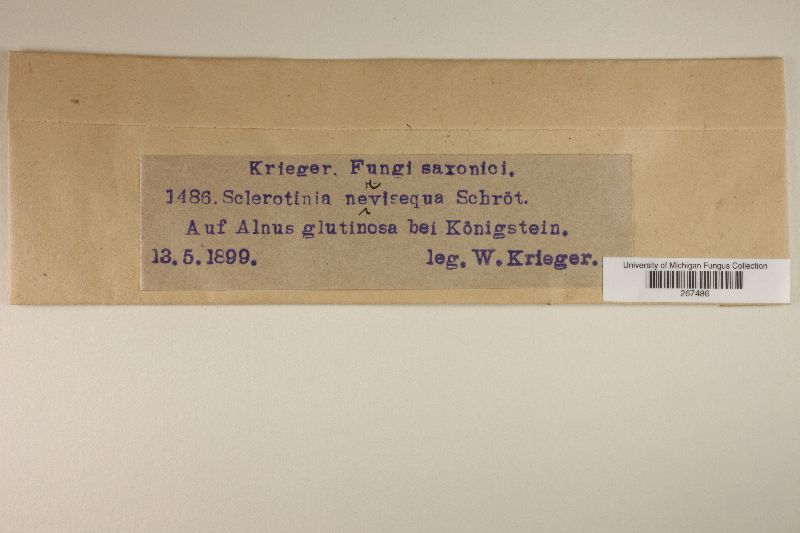 Krieger. Fungi saxonici.
1486. Sclerotinia nervisequa Schröt.
Auf Alnus glutinosa bei Königstein.
13.5.1899. leg. W. Krieger.
University of Michigan Fungus Collection
267486